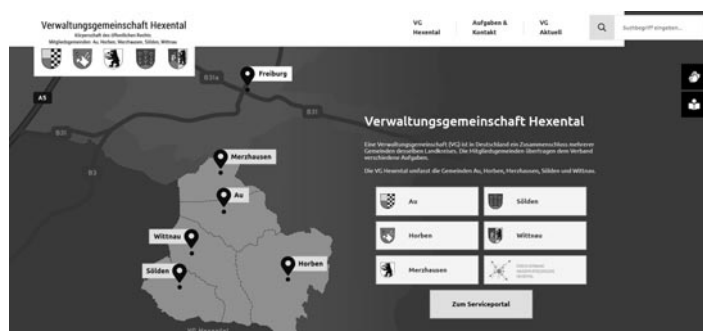 Verwaltungsgemeinschaft Hexental
Körperschaft des öffentlichen Rechts
Mitgliedsgemeinden: Au, Horben, Merzhausen, Sölden, Wittnau
VG
Hexental
Aufgaben &
Kontakt
VG
Aktuell
Suchbegriff eingeben...
Freiburg
B31a
A5
B31
B31
B3
Merzhausen
Au
Wittnau
Horben
Sölden
VG Hexental
Verwaltungsgemeinschaft Hexental
Eine Verwaltungsgemeinschaft (VG) ist in Deutschland ein Zusammenschluss mehrerer
Gemeinden desselben Landkreises. Die Mitgliedsgemeinden übertragen dem Verband
verschiedene Aufgaben.
Die VG Hexental umfasst die Gemeinden Au, Horben, Merzhausen, Sölden und Wittnau.
Au
Sölden
Horben
Wittnau
Merzhausen
Zum Serviceportal